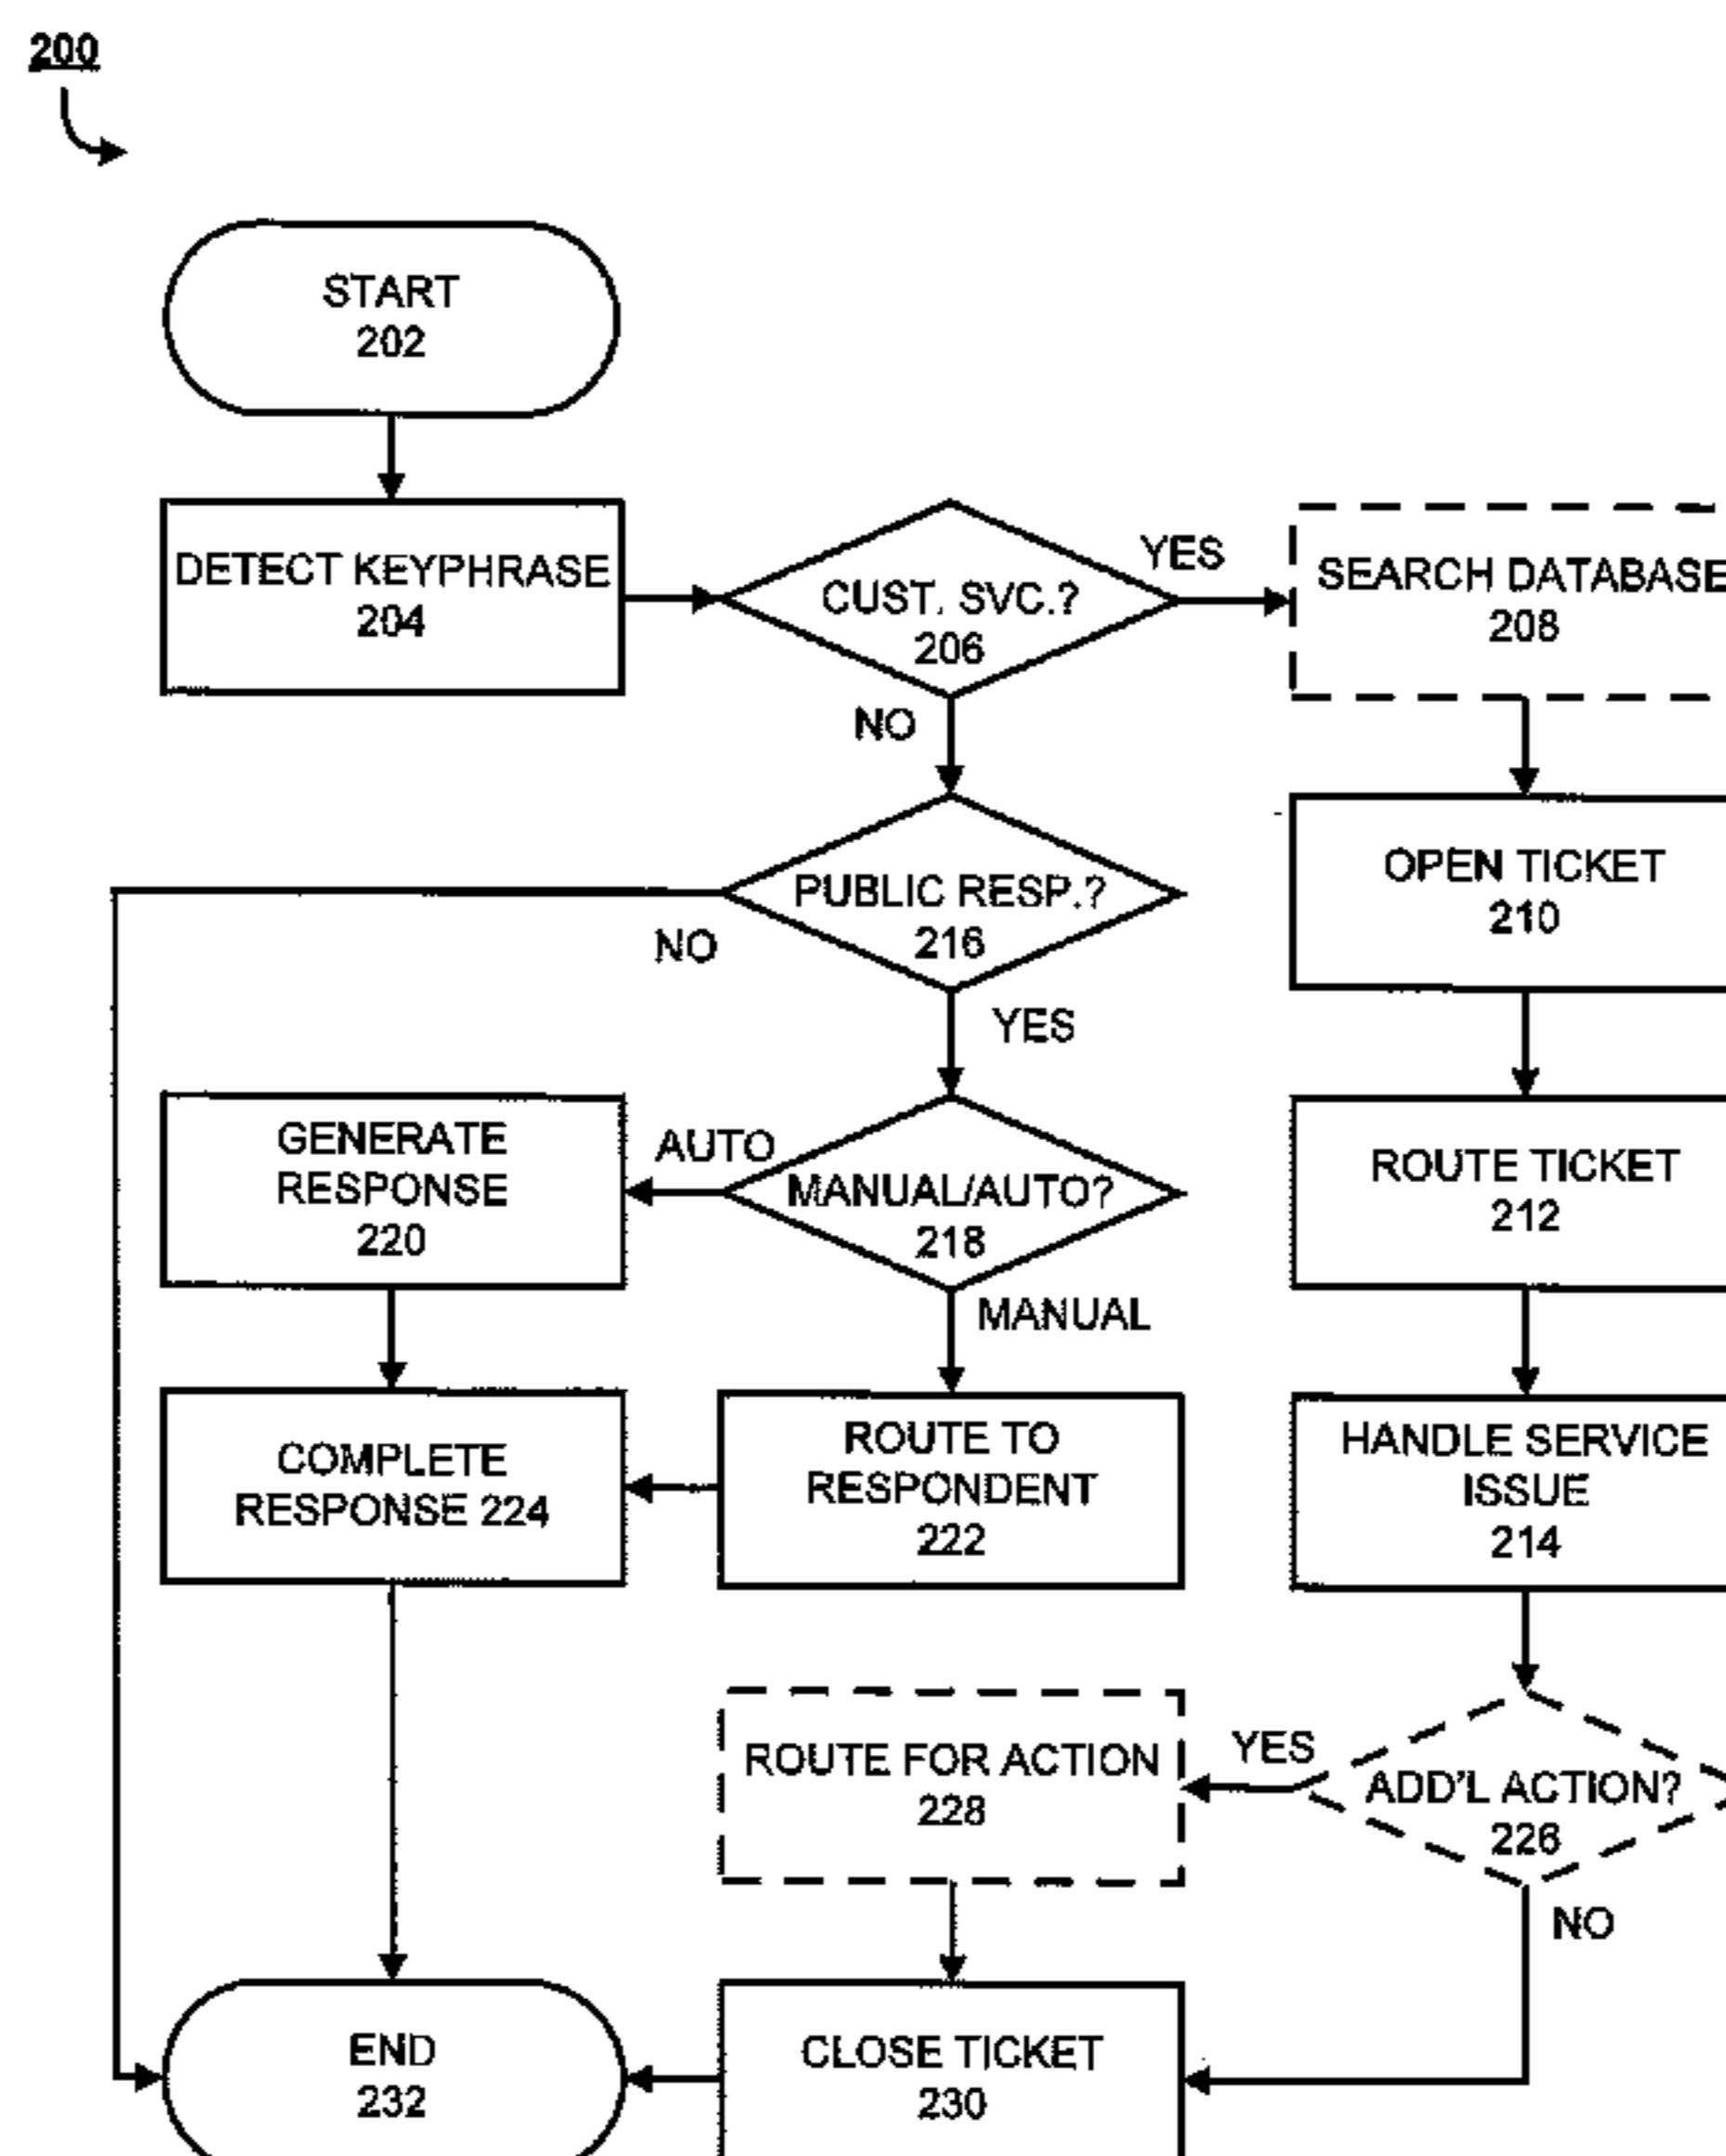 200
START
202
DETECT KEYPHRASE
204
CUST. SVC.?
206
YES
SEARCH DATABASE
208
NO
OPEN TICKET
210
PUBLIC RESP.?
216
NO
YES
ROUTE TICKET
212
GENERATE
RESPONSE
220
AUTO
MANUAL/AUTO?
218
MANUAL
HANDLE SERVICE
ISSUE
214
COMPLETE
RESPONSE 224
ROUTE TO
RESPONDENT
222
ROUTE FOR ACTION
228
YES
ADD'L ACTION?
226
NO
END
232
CLOSE TICKET
230